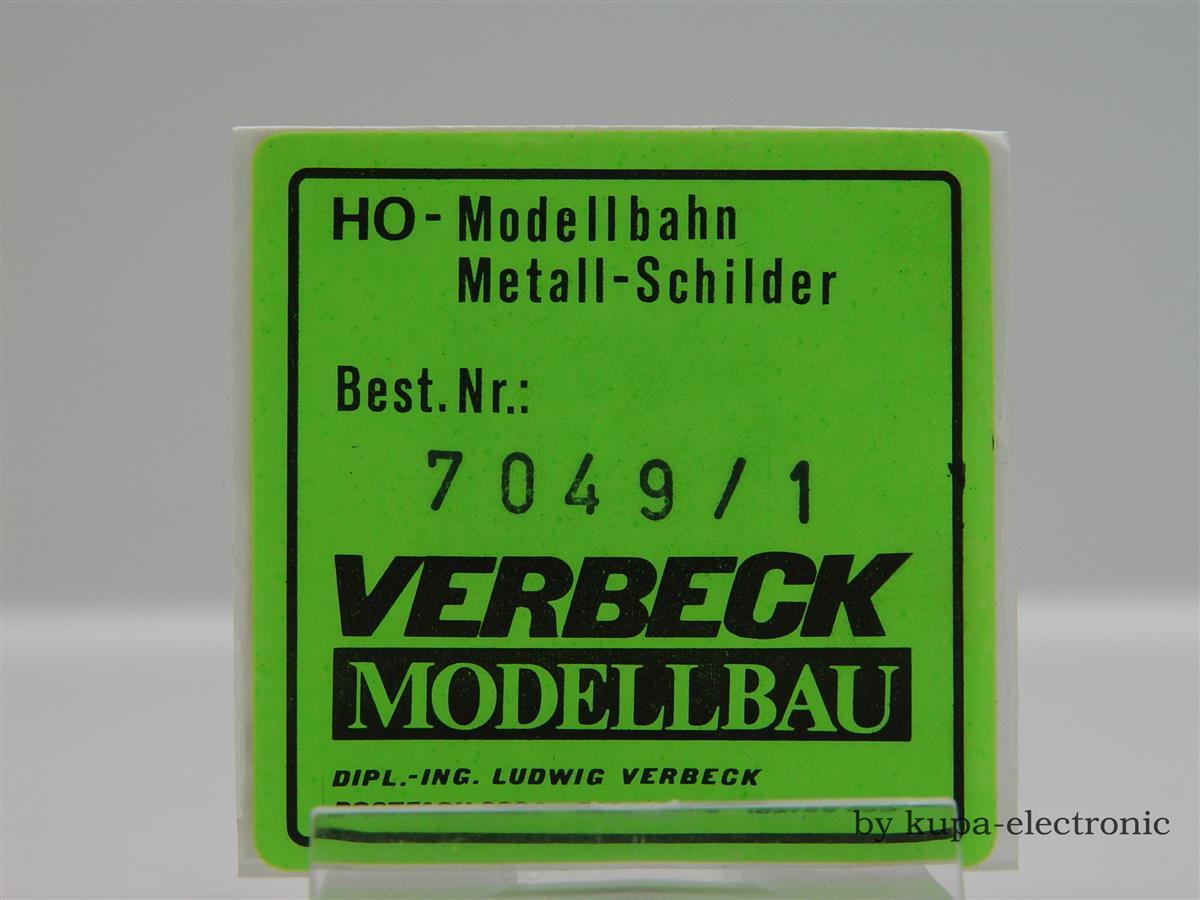 HO-Modellbahn
Metall-Schilder
Best.Nr.:
7049/1
VERBECK
MODELLBAU
DIPL.-ING. LUDWIG VERBECK
by kupa-electronic